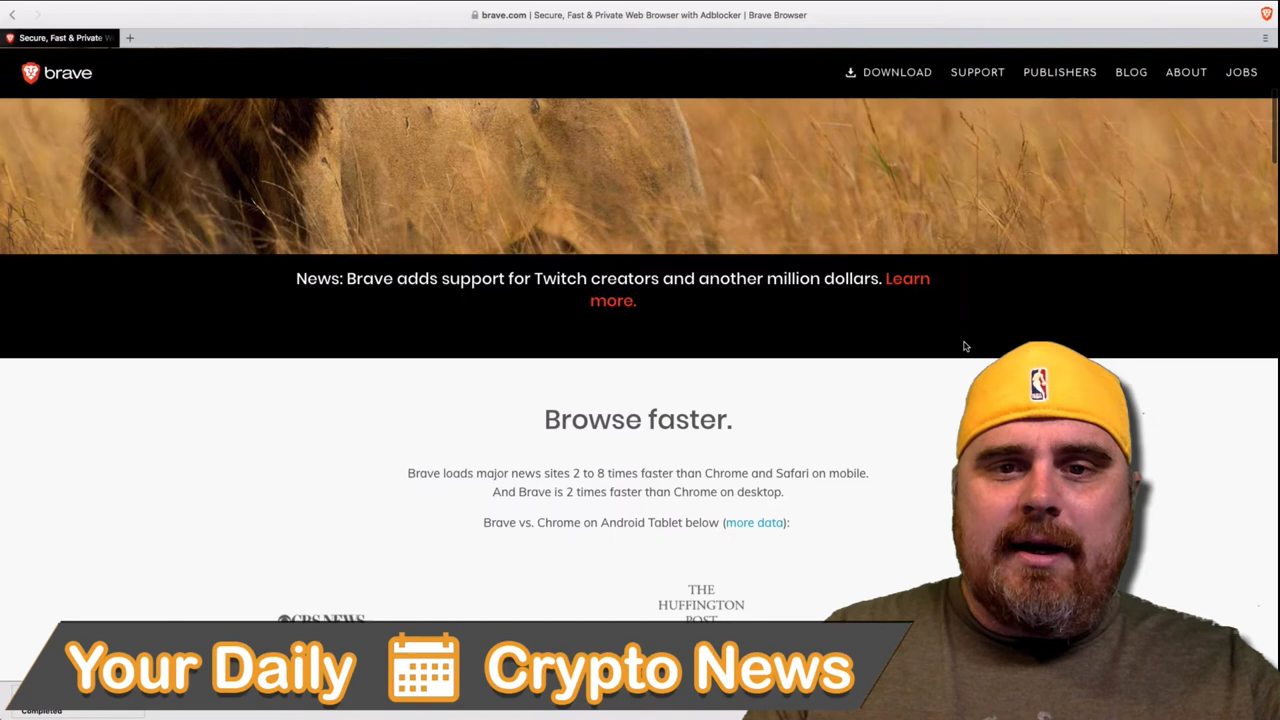 brave.com | Secure, Fast & Private Web Browser with Adblocker | Brave Browser
Secure, Fast & Private W
brave
DOWNLOAD
SUPPORT
PUBLISHERS
BLOG
ABOUT
JOBS
News: Brave adds support for Twitch creators and another million dollars. Learn
more.
Browse faster.
Brave loads major news sites 2 to 8 times faster than Chrome and Safari on mobile.
And Brave is 2 times faster than Chrome on desktop.
Brave vs. Chrome on Android Tablet below (more data):
CBS NEWS
THE
HUFFINGTON
POST
Your Daily Crypto News
Completed